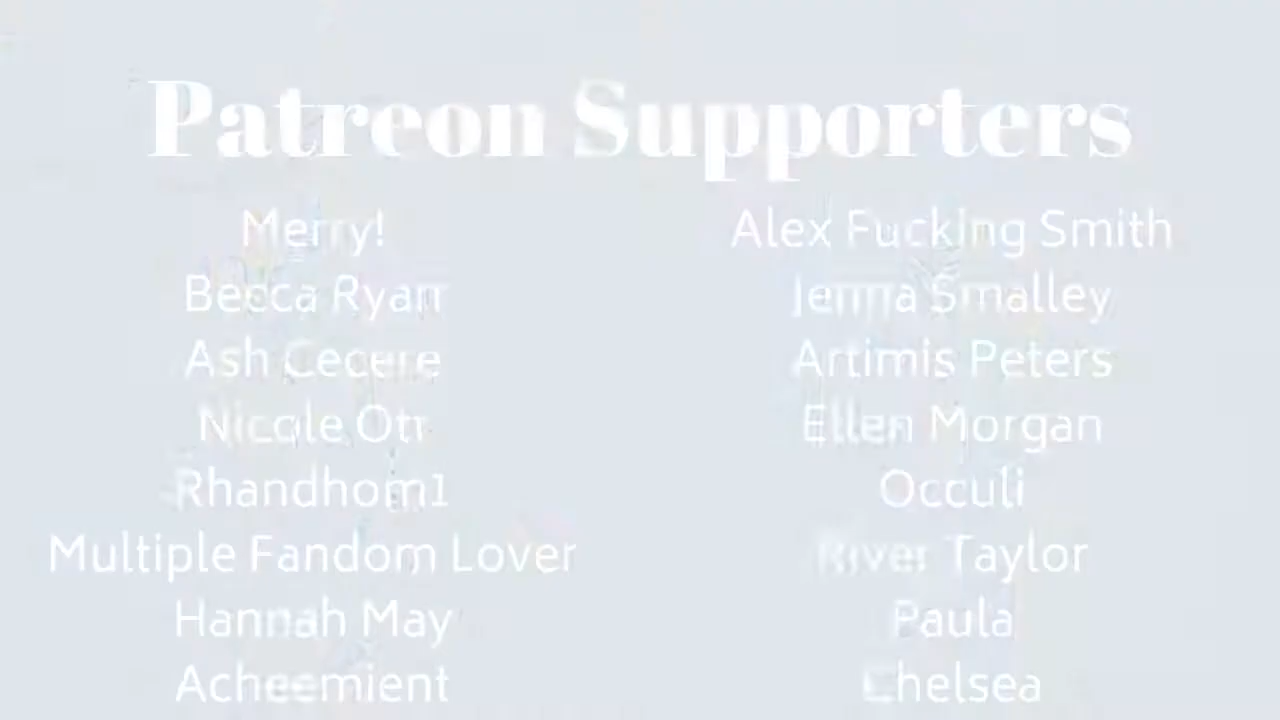 Patreon Supporters
Merry!
Becca Ryan
Ash Cecere
Nicole Orr
Rhandhom1
Multiple Fandom Lover
Hannah May
Acheemient
Alex Fucking Smith
Jenna Smalley
Artimis Peters
Ellen Morgan
Occuli
River Taylor
Paula
Chelsea